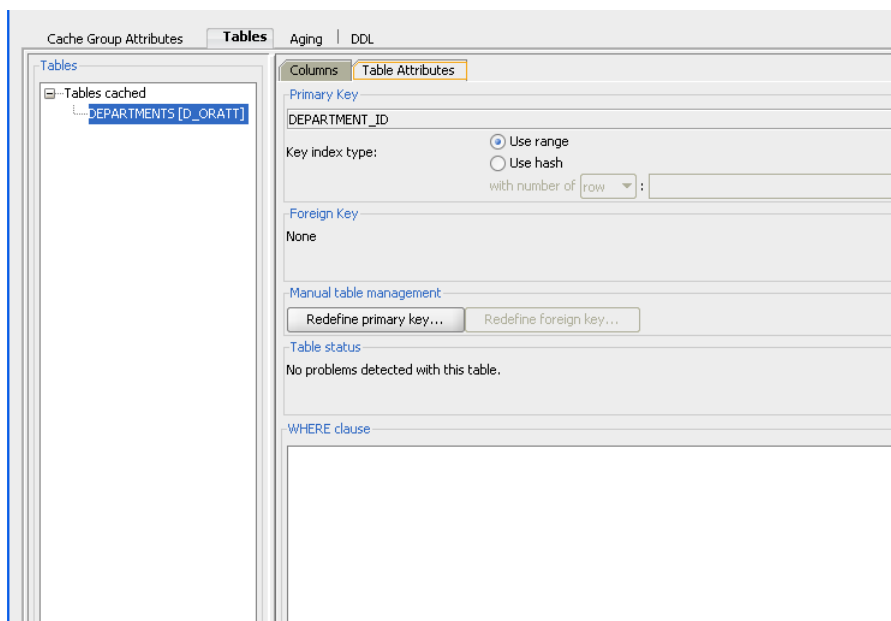 Cache Group Attributes Tables Aging DDL
Tables
Tables cached
DEPARTMENTS [D_ORATT]
Columns Table Attributes
Primary Key
DEPARTMENT_ID
Key index type:
Use range
Use hash
with number of row :
Foreign Key
None
Manual table management
Redefine primary key... Redefine foreign key...
Table status
No problems detected with this table.
WHERE clause